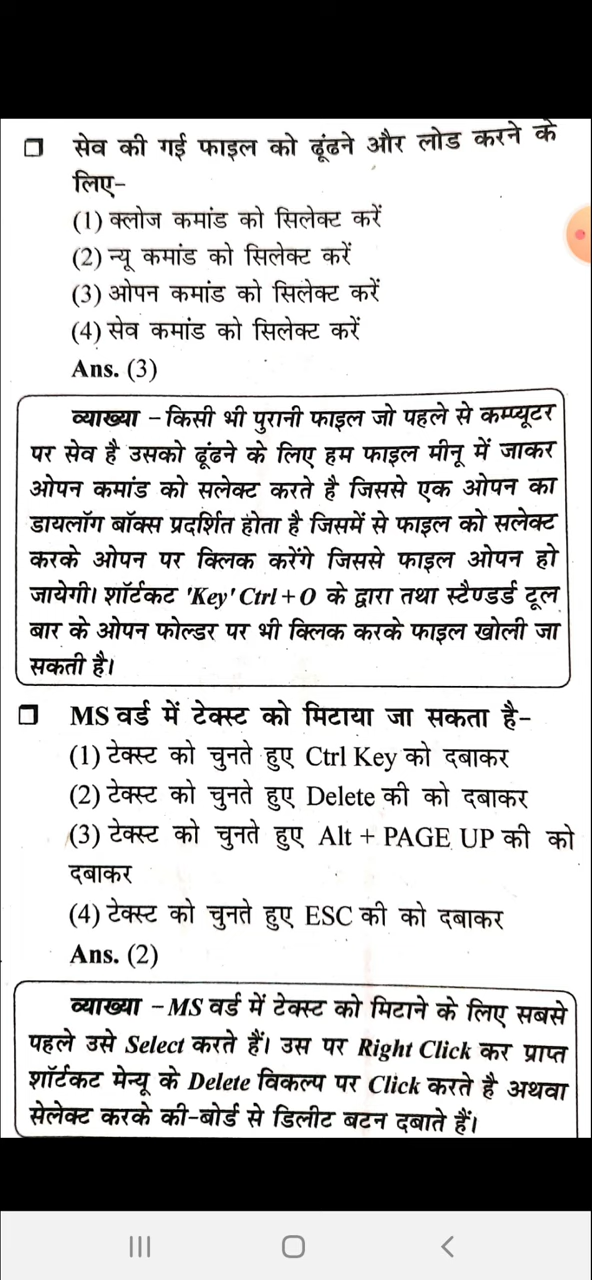 ❒ सेव की गई फाइल को ढूंढने और लोड करने के
लिए-
(1) क्लोज कमांड को सिलेक्ट करें
(2) न्यू कमांड को सिलेक्ट करें
(3) ओपन कमांड को सिलेक्ट करें
(4) सेव कमांड को सिलेक्ट करें
Ans. (3)
व्याख्या – किसी भी पुरानी फाइल जो पहले से कम्प्यूटर
पर सेव है उसको ढूंढने के लिए हम फाइल मीनू में जाकर
ओपन कमांड को सलेक्ट करते है जिससे एक ओपन का
डायलॉग बॉक्स प्रदर्शित होता है जिसमें से फाइल को सलेक्ट
करके ओपन पर क्लिक करेंगे जिससे फाइल ओपन हो
जायेगी। शॉर्टकट 'Key' Ctrl + O के द्वारा तथा स्टैण्डर्ड टूल
बार के ओपन फोल्डर पर भी क्लिक करके फाइल खोली जा
सकती है।
❒ MS वर्ड में टेक्स्ट को मिटाया जा सकता है-
(1) टेक्स्ट को चुनते हुए Ctrl Key को दबाकर
(2) टेक्स्ट को चुनते हुए Delete की को दबाकर
(3) टेक्स्ट को चुनते हुए Alt + PAGE UP की को
दबाकर
(4) टेक्स्ट को चुनते हुए ESC की को दबाकर
Ans. (2)
व्याख्या – MS वर्ड में टेक्स्ट को मिटाने के लिए सबसे
पहले उसे Select करते हैं। उस पर Right Click कर प्राप्त
शॉर्टकट मेन्यू के Delete विकल्प पर Click करते है अथवा
सेलेक्ट करके की-बोर्ड से डिलीट बटन दबाते हैं।